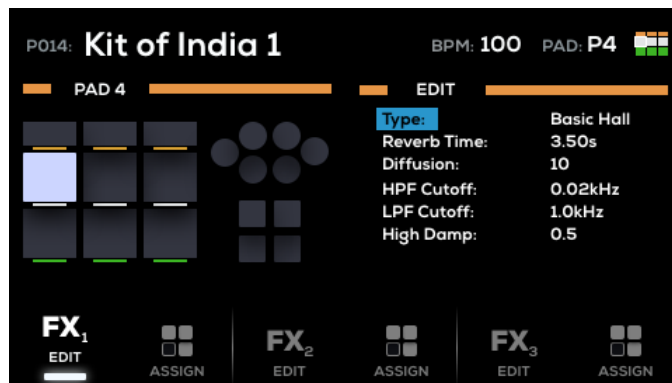 P014: Kit of India 1 BPM: 100 PAD: P4
PAD 4 EDIT
Type: Basic Hall
Reverb Time: 3.50s
Diffusion: 10
HPF Cutoff: 0.02kHz
LPF Cutoff: 1.0kHz
High Damp: 0.5
FX1 EDIT
ASSIGN
FX2 EDIT
ASSIGN
FX3 EDIT
ASSIGN